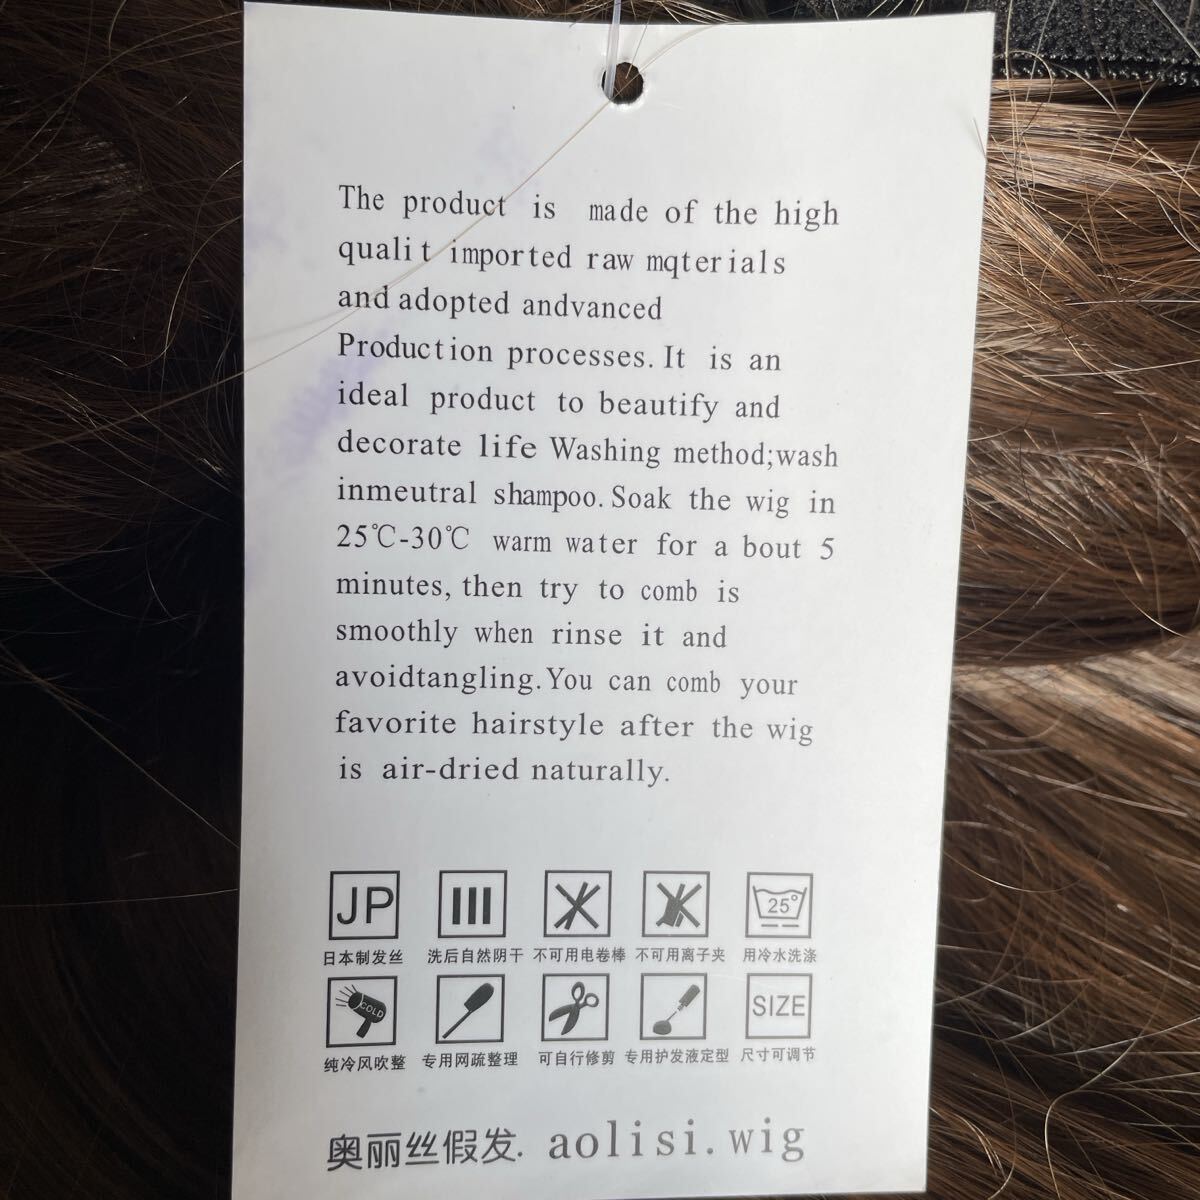 The product is made of the high
qualit imported raw mqterials
and adopted andvanced
Production processes. It is an
ideal product to beautify and
decorate life Washing method;wash
inmeutral shampoo. Soak the wig in
25℃-30℃ warm water for a bout 5
minutes, then try to comb is
smoothly when rinse it and
avoidtangling. You can comb your
favorite hairstyle after the wig
is air-dried naturally.
JP 25°
日本制发丝 洗后自然阴干 不可用电卷棒 不可用离子夹 用冷水洗涤
COLD SIZE
纯冷风吹整 专用网疏整理 可自行修剪 专用护发液定型 尺寸可调节
奥丽丝假发. aolisi.wig